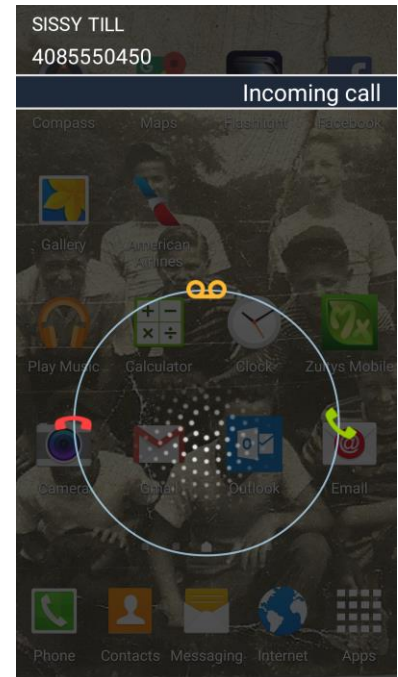 SISSY TILL
4085550450
Incoming call
Compass Maps Flashlight Facebook
Gallery American Airlines
Play Music Calculator Clock Zurys Mobile
Camera Gmail Outlook Email
Phone Contacts Messaging Internet Apps